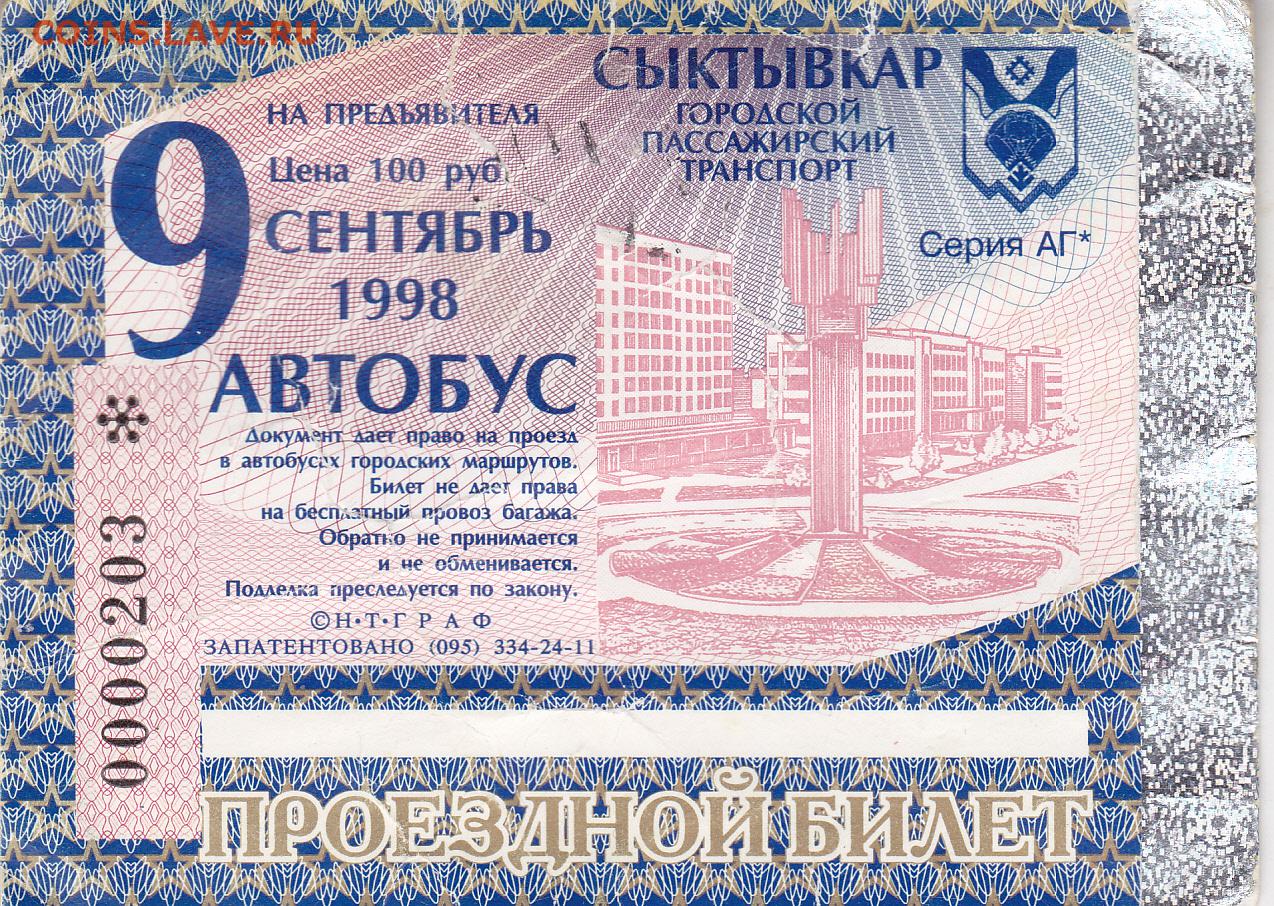 COINS.LAVE.RU
СЫКТЫВКАР
ГОРОДСКОЙ
ПАССАЖИРСКИЙ
ТРАНСПОРТ
Серия АГ*
НА ПРЕДЪЯВИТЕЛЯ
Цена 100 руб.
9
СЕНТЯБРЬ
1998
АВТОБУС
Документ дает право на проезд
в автобусах городских маршрутов.
Билет не дает права
на бесплатный провоз багажа.
Обратно не принимается
и не обменивается.
Подделка преследуется по закону.
©Н•Т•ГРАФ
ЗАПАТЕНТОВАНО (095) 334-24-11
0000203
ПРОЕЗДНОЙ БИЛЕТ